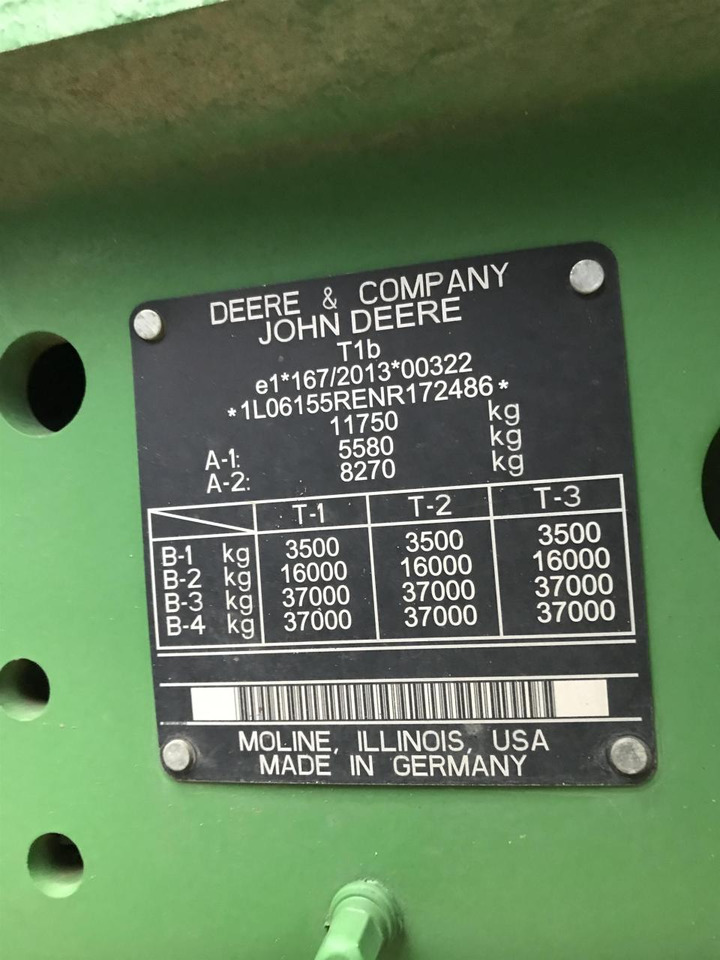 DEERE & COMPANY
JOHN DEERE
T1b
e1*167/2013*00322
*1L06155RENR172486*
11750 kg
A-1: 5580 kg
A-2: 8270 kg
T-1 T-2 T-3
B-1 kg 3500 3500 3500
B-2 kg 16000 16000 16000
B-3 kg 37000 37000 37000
B-4 kg 37000 37000 37000
MOLINE, ILLINOIS, USA
MADE IN GERMANY